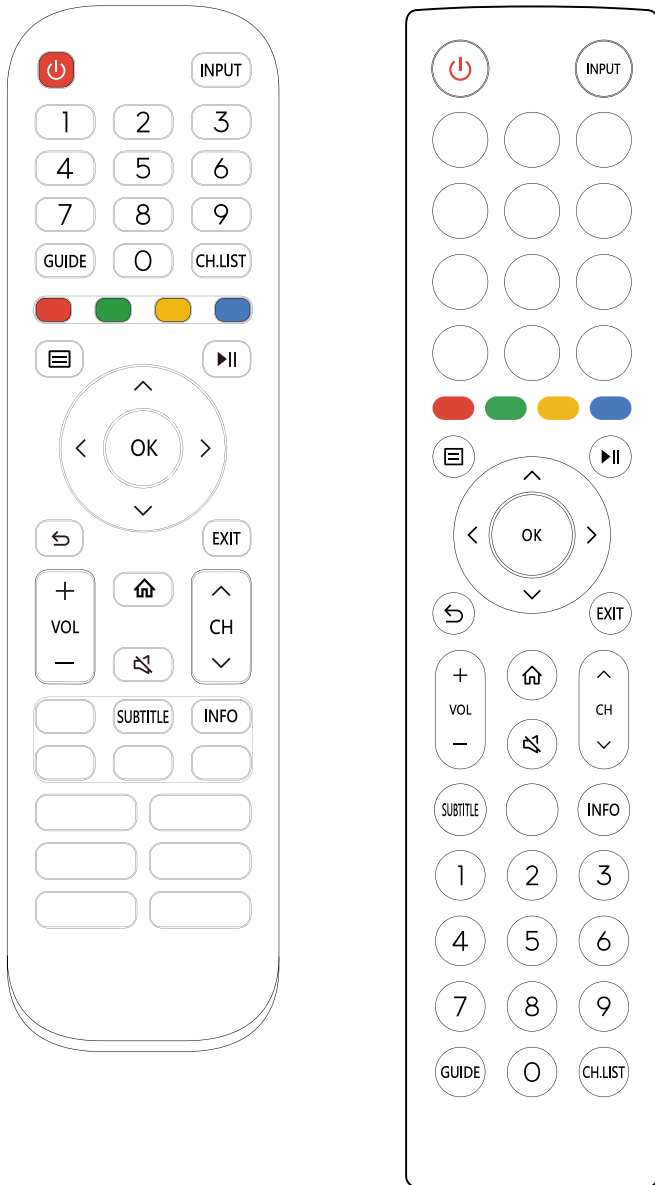 INPUT
1 2 3
4 5 6
7 8 9
GUIDE 0 CH.LIST
OK
EXIT
VOL CH
SUBTITLE INFO
INPUT
OK
EXIT
VOL CH
SUBTITLE INFO
1 2 3
4 5 6
7 8 9
GUIDE 0 CH.LIST